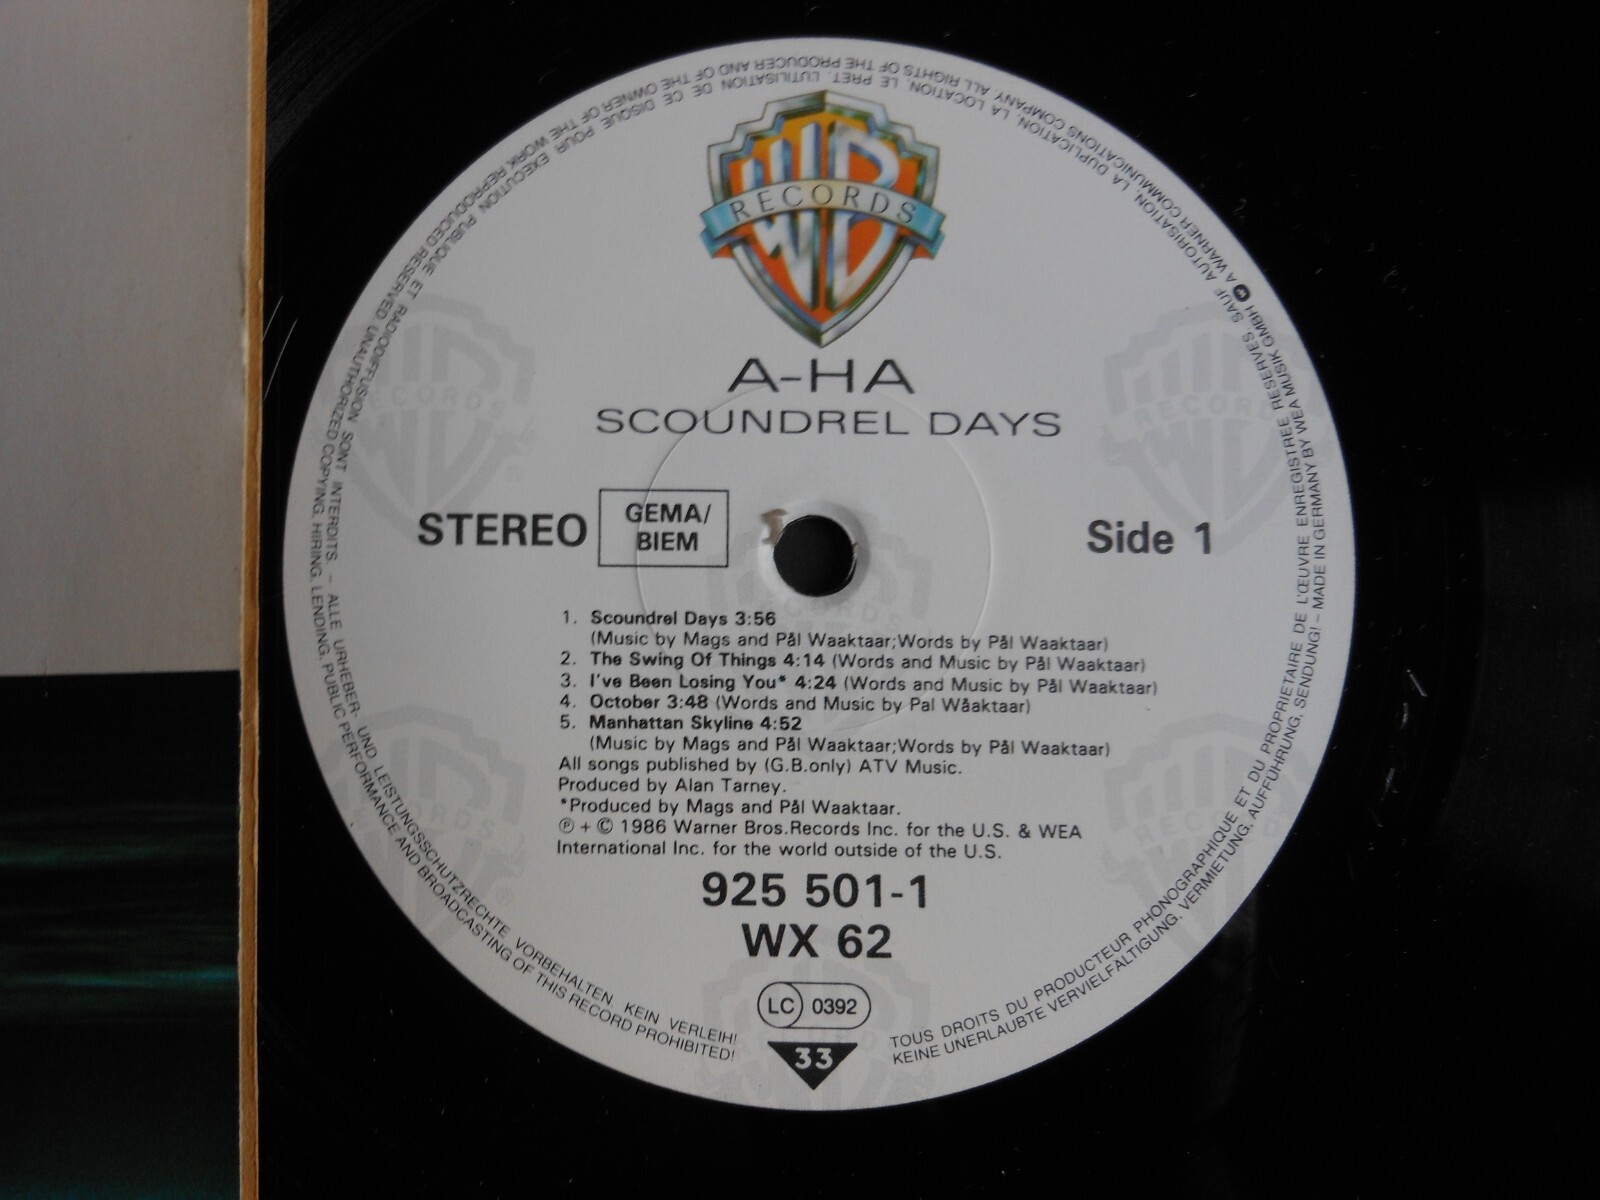 WB
RECORDS
A-HA
SCOUNDREL DAYS
STEREO
GEMA/
BIEM
Side 1
1. Scoundrel Days 3:56
(Music by Mags and Pål Waaktaar;Words by Pål Waaktaar)
2. The Swing Of Things 4:14 (Words and Music by Pål Waaktaar)
3. I've Been Losing You* 4:24 (Words and Music by Pål Waaktaar)
4. October 3:48 (Words and Music by Pal Wåaktaar)
5. Manhattan Skyline 4:52
(Music by Mags and Pål Waaktaar;Words by Pål Waaktaar)
All songs published by (G.B.only) ATV Music.
Produced by Alan Tarney.
*Produced by Mags and Pål Waaktaar.
℗ + © 1986 Warner Bros.Records Inc. for the U.S. & WEA
International Inc. for the world outside of the U.S.
925 501-1
WX 62
LC 0392
33
TOUS DROITS DU PRODUCTEUR PHONOGRAPHIQUE ET DU PROPRIETAIRE DE L'ŒUVRE ENREGISTREE RESERVES. SAUF AUTORISATION, LA DUPLICATION, LA LOCATION, LE PRET, L'UTILISATION DE CE DISQUE POUR EXECUTION PUBLIQUE ET RADIODIFFUSION SONT INTERDITS. – ALLE URHEBER- UND LEISTUNGSSCHUTZRECHTE VORBEHALTEN. KEIN VERLEIH!
KEINE UNERLAUBTE VERVIELFÄLTIGUNG, VERMIETUNG, AUFFÜHRUNG, SENDUNG! – MADE IN GERMANY BY WEA MUSIK GMBH A WARNER COMMUNICATIONS COMPANY. ALL RIGHTS OF THE PRODUCER AND OF THE OWNER OF THE WORK REPRODUCED RESERVED. UNAUTHORIZED COPYING, HIRING, LENDING, PUBLIC PERFORMANCE AND BROADCASTING OF THIS RECORD PROHIBITED!